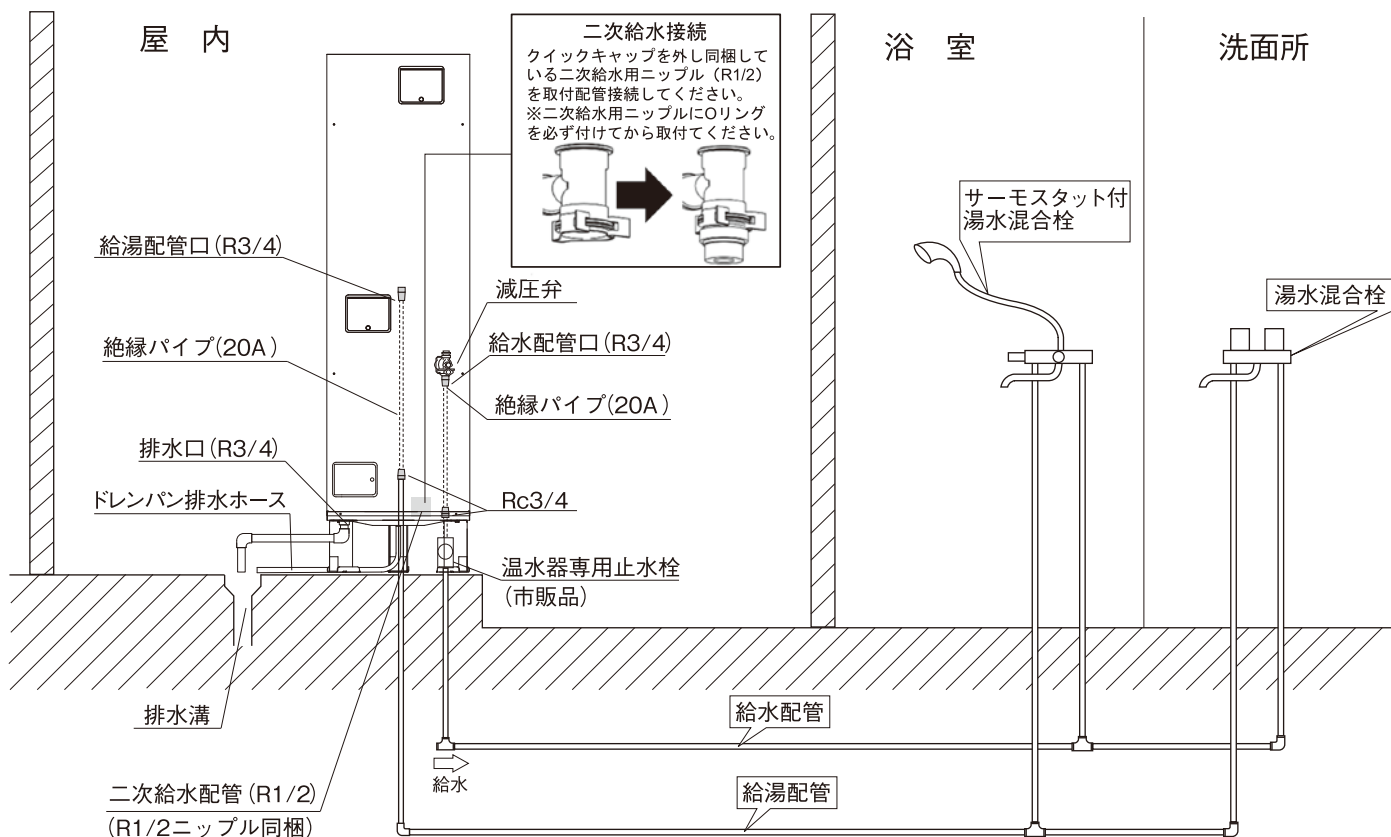 屋 内
二次給水接続
クイックキャップを外し同梱して
いる二次給水用ニップル（R1/2）
を取付配管接続してください。
※二次給水用ニップルにOリング
を必ず付けてから取付てください。
浴 室
洗面所
サーモスタット付
湯水混合栓
湯水混合栓
給湯配管口(R3/4)
減圧弁
給水配管口(R3/4)
絶縁パイプ(20A)
絶縁パイプ(20A)
排水口(R3/4)
ドレンパン排水ホース
Rc3/4
温水器専用止水栓
(市販品)
排水溝
給水配管
給水
二次給水配管(R1/2)
(R1/2ニップル同梱)
給湯配管